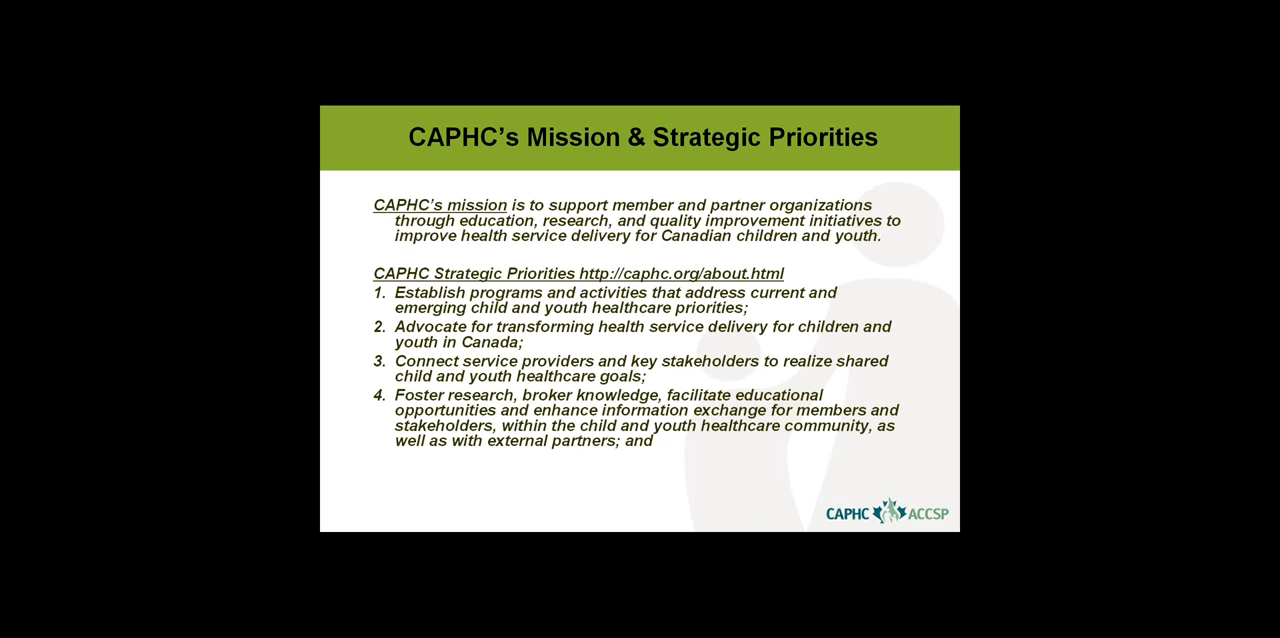 CAPHC’s Mission & Strategic Priorities
CAPHC’s mission is to support member and partner organizations
through education, research, and quality improvement initiatives to
improve health service delivery for Canadian children and youth.
CAPHC Strategic Priorities http://caphc.org/about.html
1. Establish programs and activities that address current and
emerging child and youth healthcare priorities;
2. Advocate for transforming health service delivery for children and
youth in Canada;
3. Connect service providers and key stakeholders to realize shared
child and youth healthcare goals;
4. Foster research, broker knowledge, facilitate educational
opportunities and enhance information exchange for members and
stakeholders, within the child and youth healthcare community, as
well as with external partners; and
CAPHC ACCSP